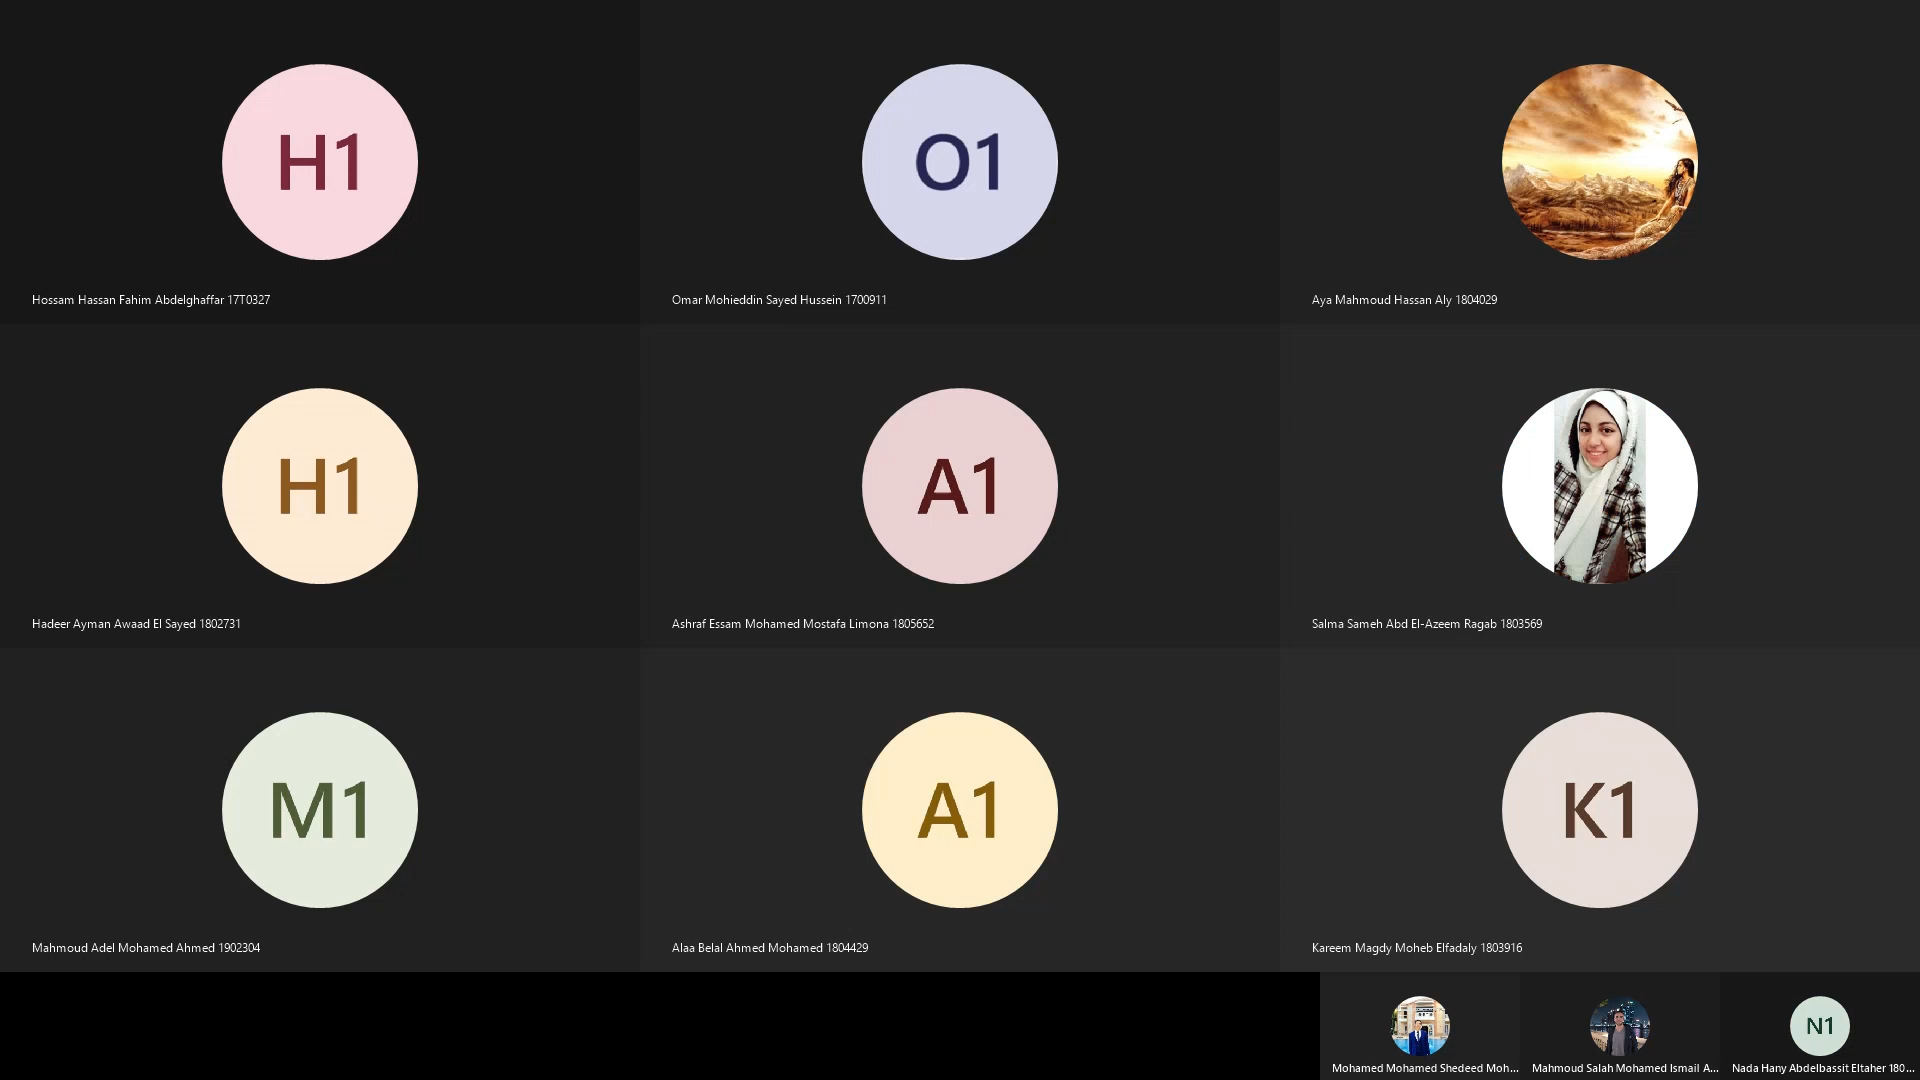 H1
Hossam Hassan Fahim Abdelghaffar 17T0327
O1
Omar Mohieddin Sayed Hussein 1700911
Aya Mahmoud Hassan Aly 1804029
H1
Hadeer Ayman Awaad El Sayed 1802731
A1
Ashraf Essam Mohamed Mostafa Limona 1805652
Salma Sameh Abd El-Azeem Ragab 1803569
M1
Mahmoud Adel Mohamed Ahmed 1902304
A1
Alaa Belal Ahmed Mohamed 1804429
K1
Kareem Magdy Moheb Elfadaly 1803916
Mohamed Mohamed Shedeed Moh...
Mahmoud Salah Mohamed Ismail A...
N1
Nada Hany Abdelbassit Eltaher 180...